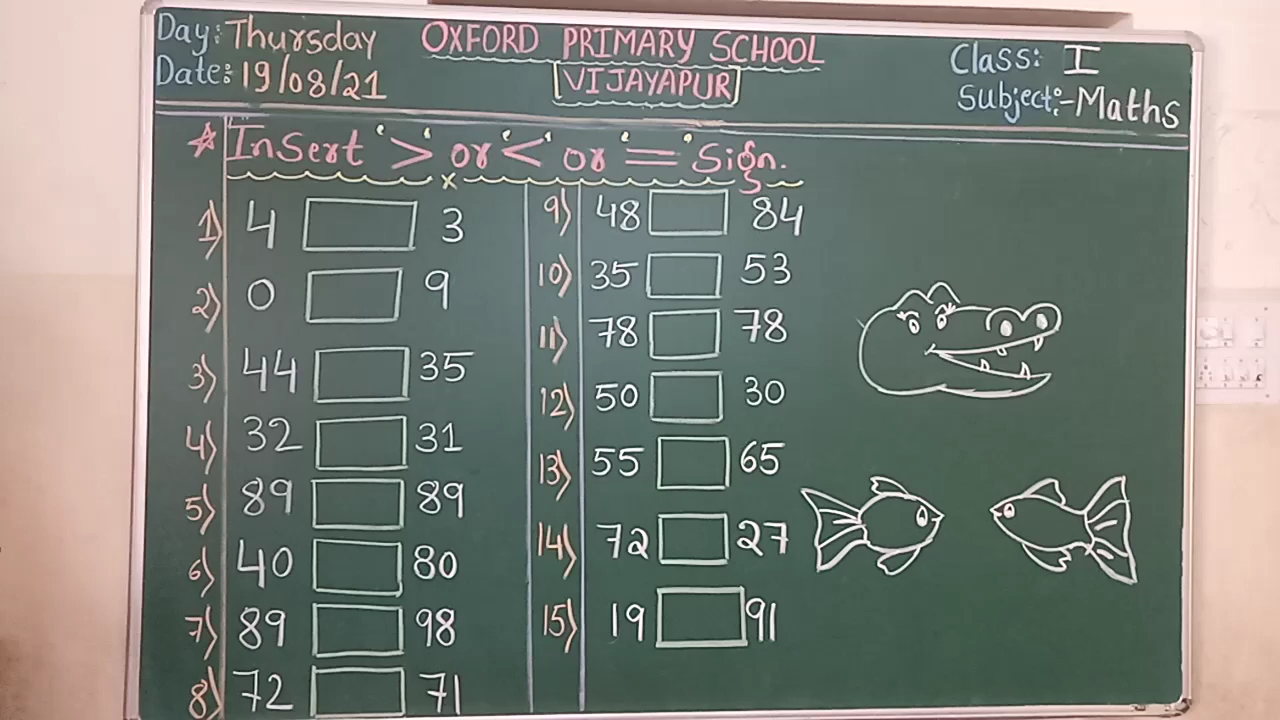 Day: Thursday OXFORD PRIMARY SCHOOL Class: I
Date: 19/08/21 VIJAYAPUR Subject:- Maths
Insert '>' or '<' or '=' Sign.
1) 4 3
2) 0 9
3) 44 35
4) 32 31
5) 89 89
6) 40 80
7) 89 98
8) 72 71
9) 48 84
10) 35 53
11) 78 78
12) 50 30
13) 55 65
14) 72 27
15) 19 91